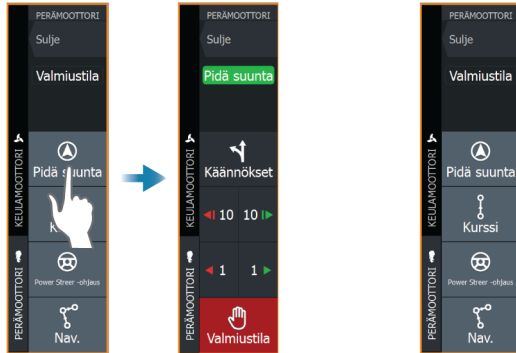 PERÄMOOTTORI
Sulje
Valmiustila
KEULAMOOTTORI
PERÄMOOTTORI
Pidä suunta
K
Power Streer -ohjaus
Nav.
PERÄMOOTTORI
Sulje
Pidä suunta
KEULAMOOTTORI
PERÄMOOTTORI
Käännökset
10 10
1 1
Valmiustila
PERÄMOOTTORI
Sulje
Valmiustila
KEULAMOOTTORI
PERÄMOOTTORI
Pidä suunta
Kurssi
Power Streer -ohjaus
Nav.